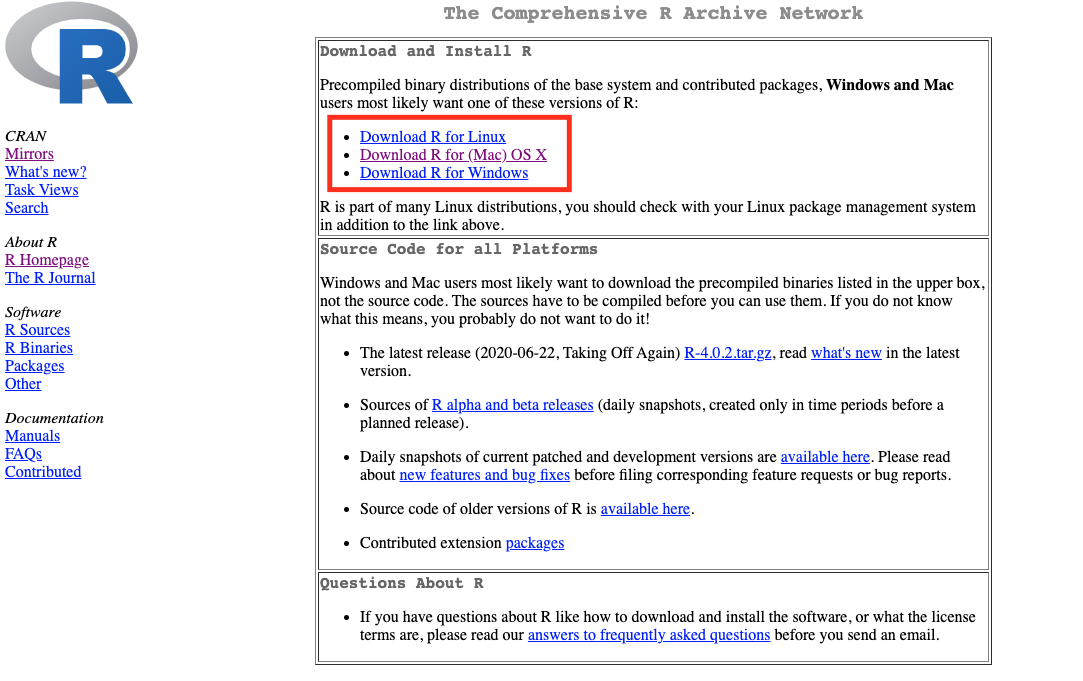 The Comprehensive R Archive Network
R
CRAN
Mirrors
What's new?
Task Views
Search
About R
R Homepage
The R Journal
Software
R Sources
R Binaries
Packages
Other
Documentation
Manuals
FAQs
Contributed
Download and Install R
Precompiled binary distributions of the base system and contributed packages, Windows and Mac
users most likely want one of these versions of R:
• Download R for Linux
• Download R for (Mac) OS X
• Download R for Windows
R is part of many Linux distributions, you should check with your Linux package management system
in addition to the link above.
Source Code for all Platforms
Windows and Mac users most likely want to download the precompiled binaries listed in the upper box,
not the source code. The sources have to be compiled before you can use them. If you do not know
what this means, you probably do not want to do it!
• The latest release (2020-06-22, Taking Off Again) R-4.0.2.tar.gz, read what's new in the latest
version.
• Sources of R alpha and beta releases (daily snapshots, created only in time periods before a
planned release).
• Daily snapshots of current patched and development versions are available here. Please read
about new features and bug fixes before filing corresponding feature requests or bug reports.
• Source code of older versions of R is available here.
• Contributed extension packages
Questions About R
• If you have questions about R like how to download and install the software, or what the license
terms are, please read our answers to frequently asked questions before you send an email.